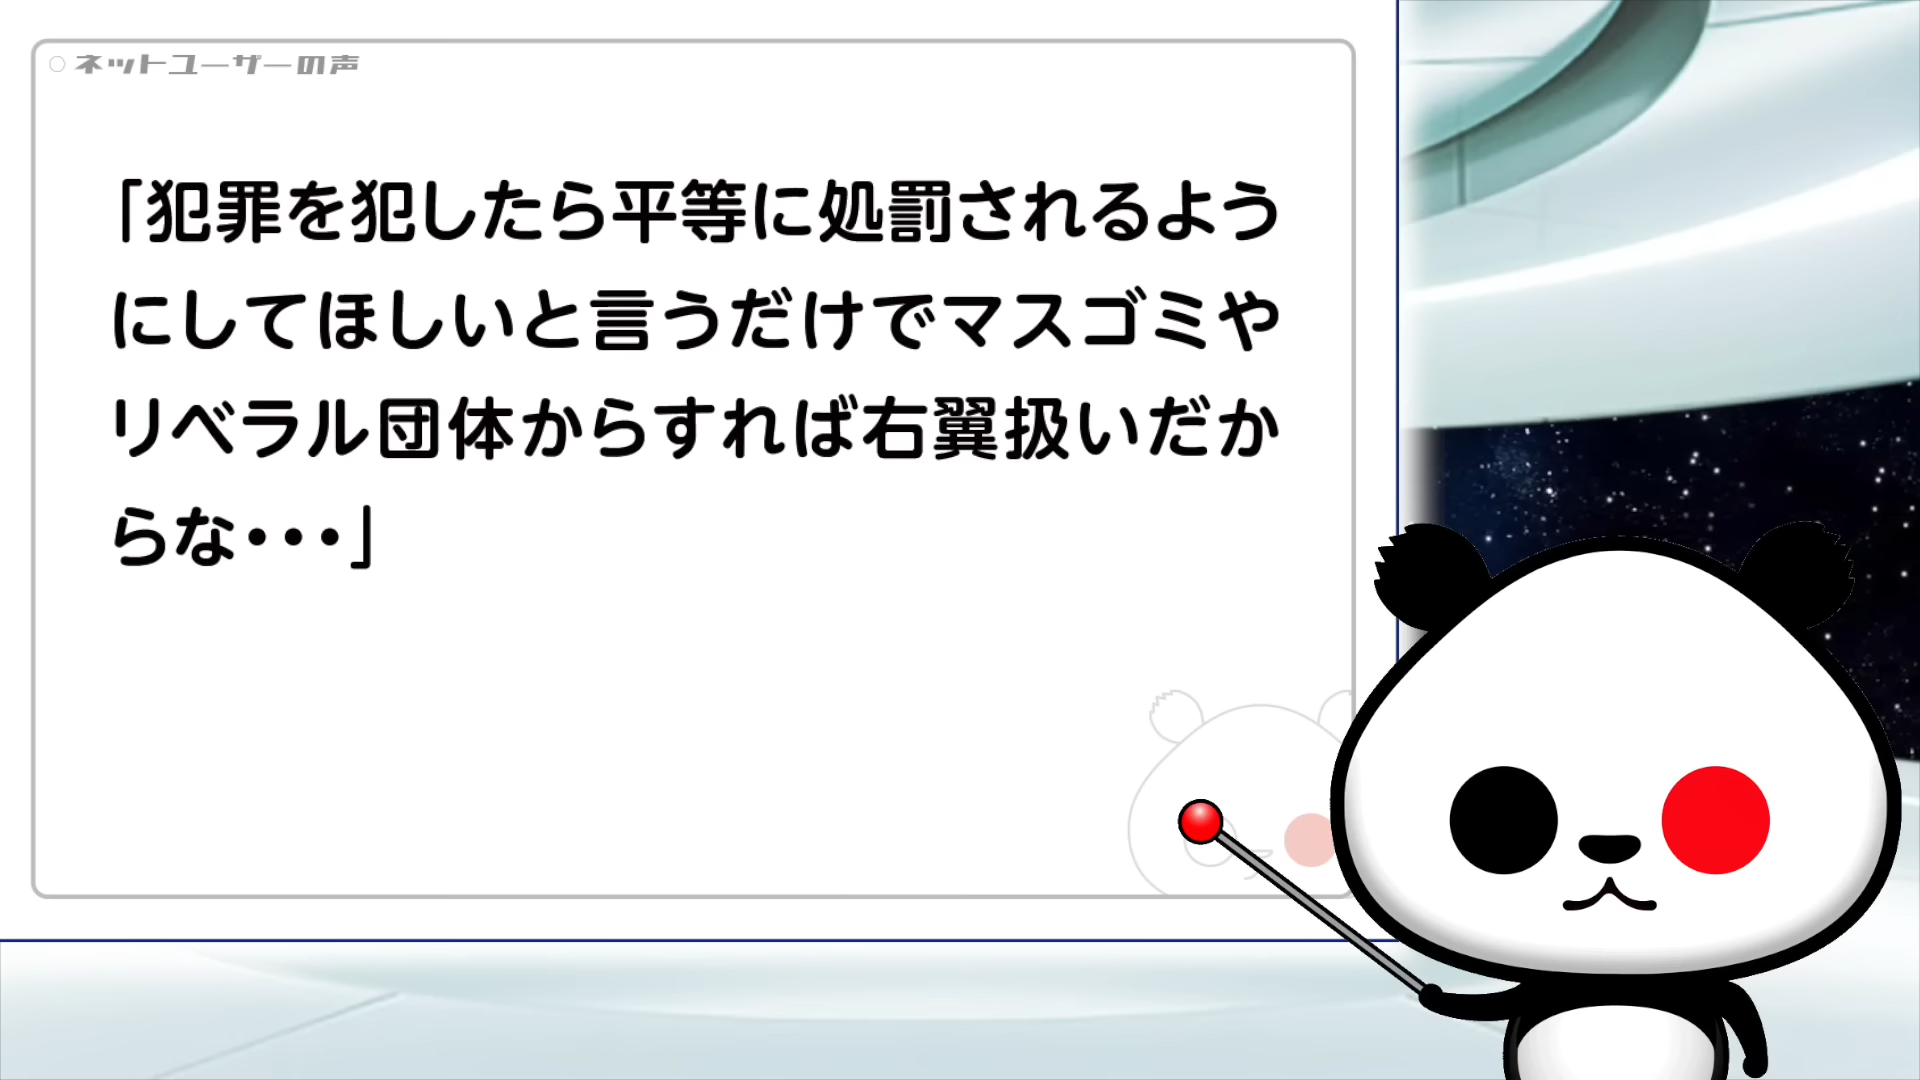 ○ ネットユーザーの声
「犯罪を犯したら平等に処罰されるよう
にしてほしいと言うだけでマスゴミや
リベラル団体からすれば右翼扱いだか
らな･･･」